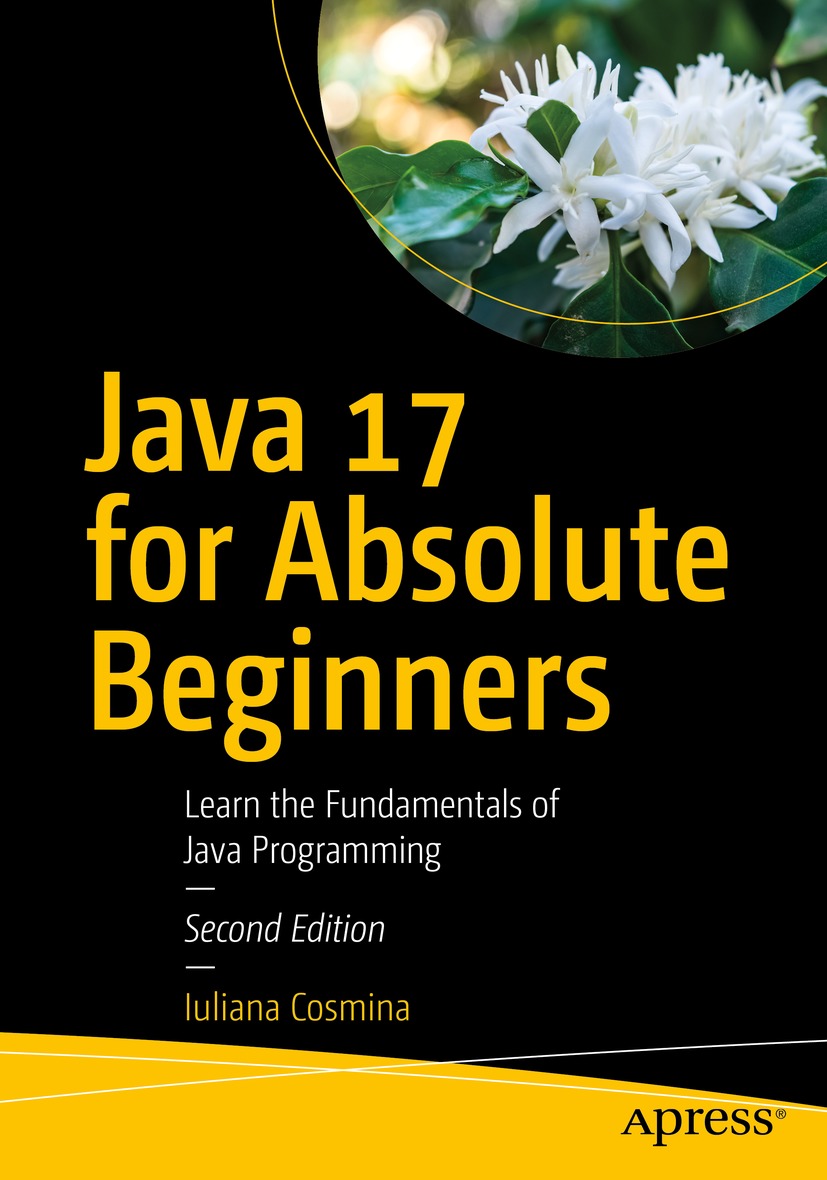 Java 17
for Absolute
Beginners
Learn the Fundamentals of
Java Programming
—
Second Edition
—
Iuliana Cosmina
Apress®